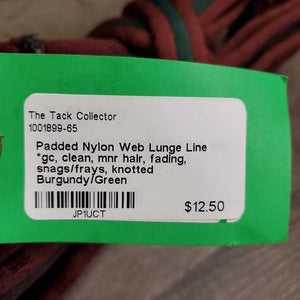 The Tack Collector
1001899-65
Padded Nylon Web Lunge Line
*gc, clean, mnr hair, fading,
snags/frays, knotted
Burgundy/Green
JP1UCT
$12.50